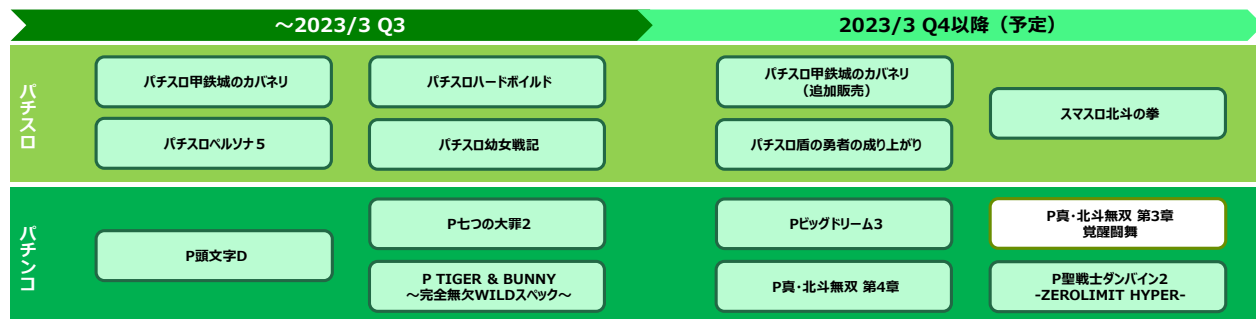 ～2023/3 Q3
2023/3 Q4以降（予定）
パチスロ
パチスロ甲鉄城のカバネリ
パチスロハードボイルド
パチスロ甲鉄城のカバネリ
（追加販売）
スマスロ北斗の拳
パチスロペルソナ５
パチスロ幼女戦記
パチスロ盾の勇者の成り上がり
パチンコ
P頭文字D
P七つの大罪2
Pビッグドリーム3
P真・北斗無双 第3章
覚醒闘舞
P TIGER & BUNNY
～完全無欠WILDスペック～
P真・北斗無双 第4章
P聖戦士ダンバイン2
-ZEROLIMIT HYPER-